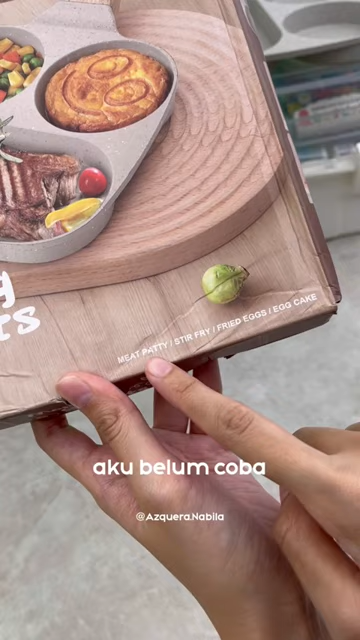 MEAT PATTY / STIR FRY / FRIED EGGS / EGG CAKE
aku belum coba
@Azquera.Nabila